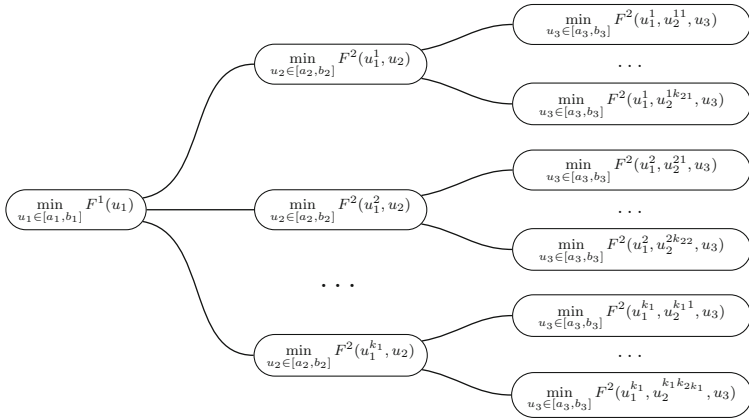 min F^1(u_1)
u_1∈[a_1,b_1]
min F^2(u_1^1, u_2)
u_2∈[a_2,b_2]
min F^2(u_1^1, u_2^{11}, u_3)
u_3∈[a_3,b_3]
...
min F^2(u_1^1, u_2^{1k_{21}}, u_3)
u_3∈[a_3,b_3]
min F^2(u_1^2, u_2)
u_2∈[a_2,b_2]
min F^2(u_1^2, u_2^{21}, u_3)
u_3∈[a_3,b_3]
...
min F^2(u_1^2, u_2^{2k_{22}}, u_3)
u_3∈[a_3,b_3]
...
min F^2(u_1^{k_1}, u_2)
u_2∈[a_2,b_2]
min F^2(u_1^{k_1}, u_2^{k_1 1}, u_3)
u_3∈[a_3,b_3]
...
min F^2(u_1^{k_1}, u_2^{k_1 k_{2k_1}}, u_3)
u_3∈[a_3,b_3]